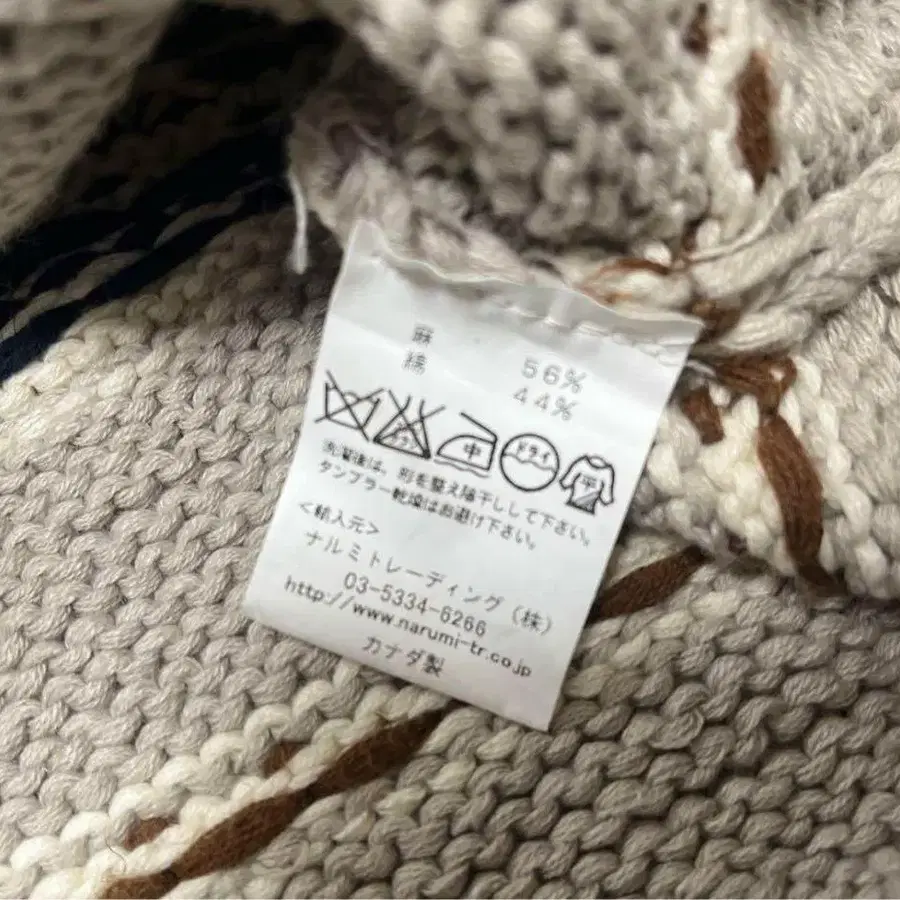 麻 56%
綿 44%
中 ドライ 平
洗濯後は、形を整え陰干しして下さい。
タンブラー乾燥はお避け下さい。
<輸入元>
ナルミトレーディング(株)
03-5334-6266
http://www.narumi-tr.co.jp
カナダ製